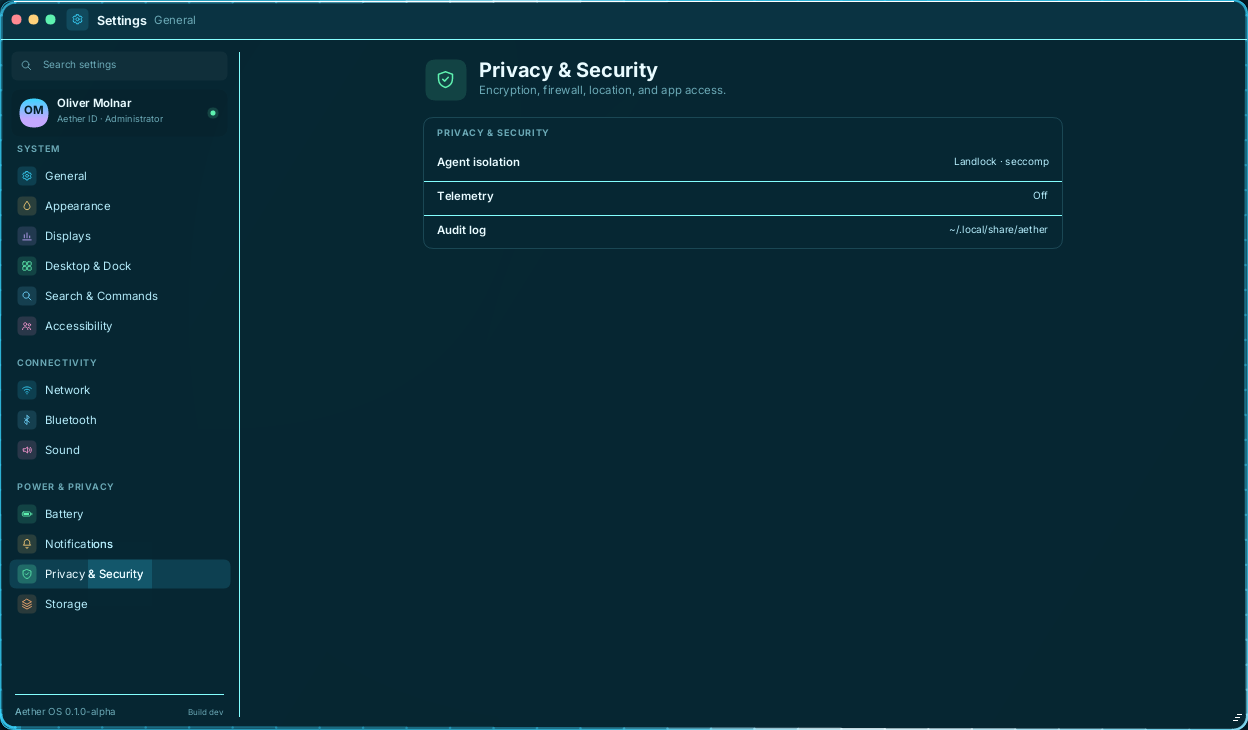 Settings General
Search settings
OM
Oliver Molnar
Aether ID · Administrator
SYSTEM
General
Appearance
Displays
Desktop & Dock
Search & Commands
Accessibility
CONNECTIVITY
Network
Bluetooth
Sound
POWER & PRIVACY
Battery
Notifications
Privacy & Security
Storage
Aether OS 0.1.0-alpha Build dev
Privacy & Security
Encryption, firewall, location, and app access.
PRIVACY & SECURITY
Agent isolation Landlock · seccomp
Telemetry Off
Audit log ~/.local/share/aether